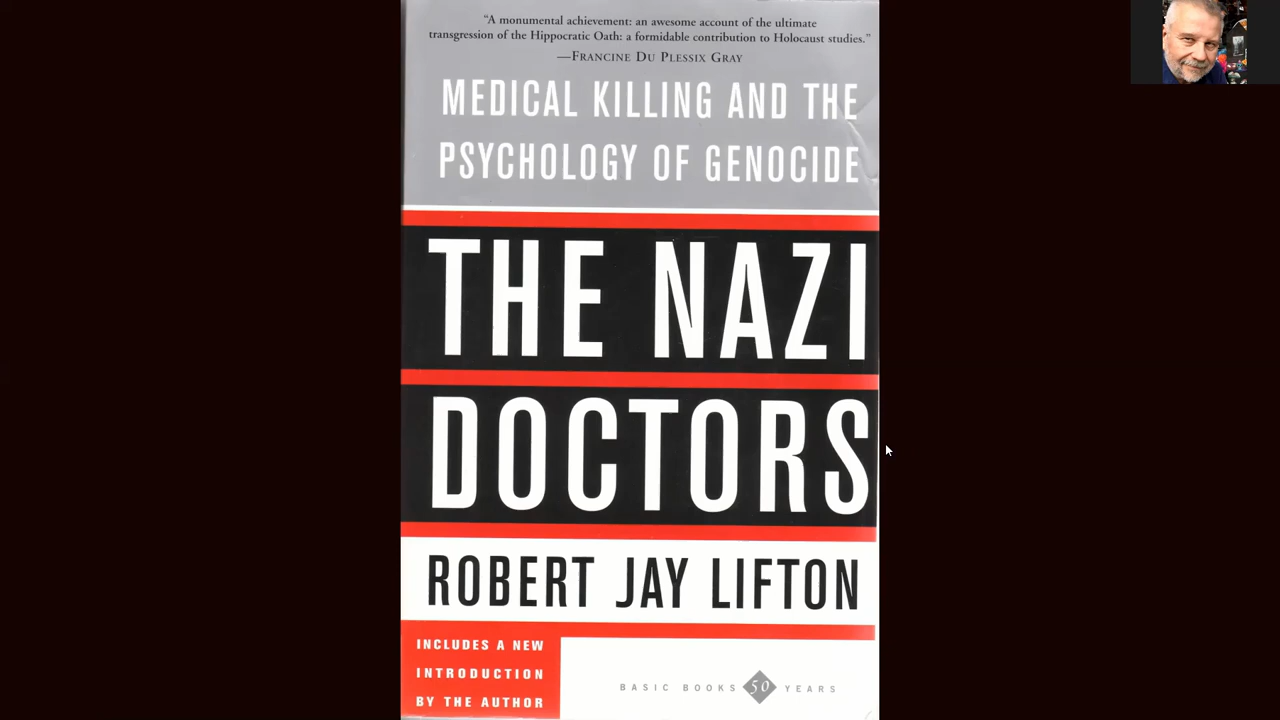 “A monumental achievement: an awesome account of the ultimate
transgression of the Hippocratic Oath: a formidable contribution to Holocaust studies.”
—Francine Du Plessix Gray
MEDICAL KILLING AND THE
PSYCHOLOGY OF GENOCIDE
THE NAZI
DOCTORS
ROBERT JAY LIFTON
INCLUDES A NEW
INTRODUCTION
BY THE AUTHOR
BASIC BOOKS 50 YEARS